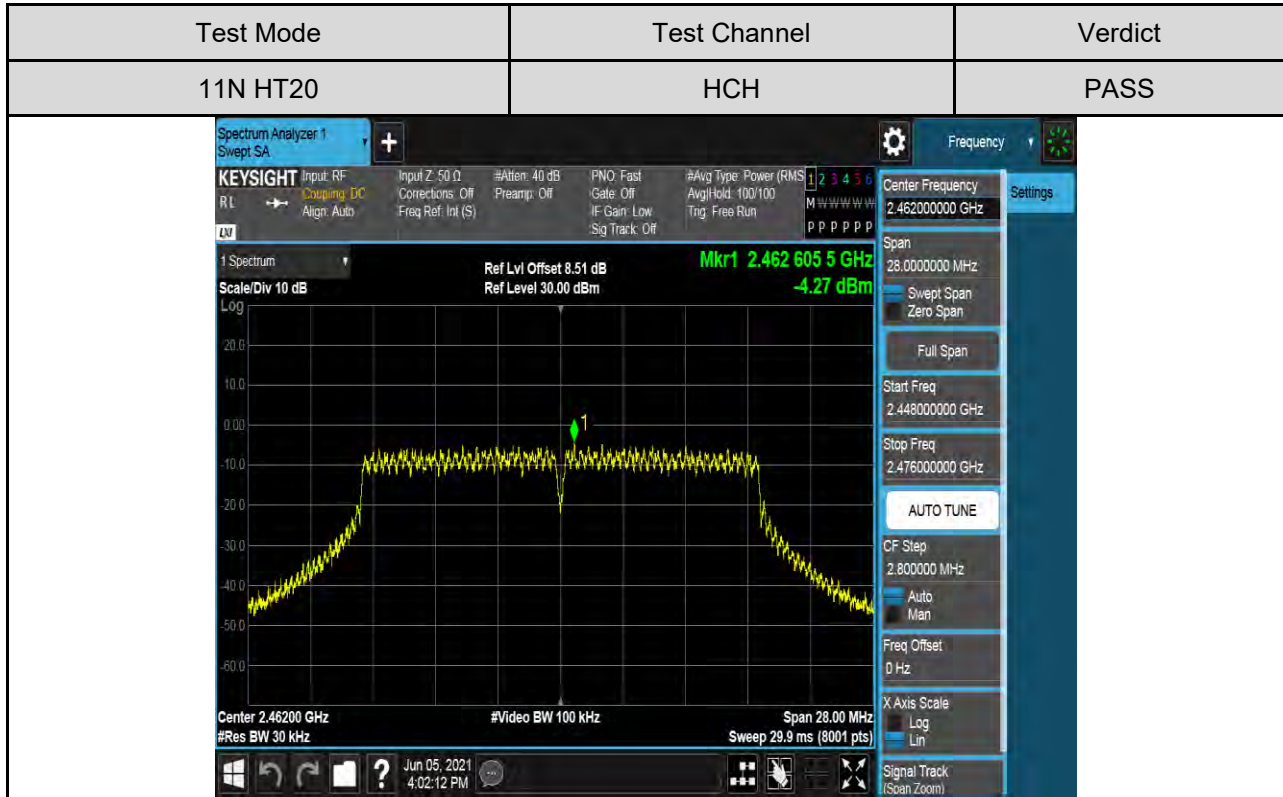 Test Mode Test Channel Verdict
11N HT20 HCH PASS
Spectrum Analyzer 1
Swept SA
+
Frequency
KEYSIGHT
RL
LXI
Input: RF
Coupling: DC
Align: Auto
Input Z: 50 Ω
Corrections: Off
Freq Ref: Int (S)
#Atten: 40 dB
Preamp: Off
PNO: Fast
Gate: Off
IF Gain: Low
Sig Track: Off
#Avg Type: Power (RMS
Avg|Hold: 100/100
Trig: Free Run
1 2 3 4 5 6
M W W W W W
P P P P P P
1 Spectrum
Scale/Div 10 dB
Log
Ref Lvl Offset 8.51 dB
Ref Level 30.00 dBm
Mkr1 2.462 605 5 GHz
-4.27 dBm
20.0
10.0
0.00
-10.0
-20.0
-30.0
-40.0
-50.0
-60.0
1
Center 2.46200 GHz
#Res BW 30 kHz
#Video BW 100 kHz
Span 28.00 MHz
Sweep 29.9 ms (8001 pts)
?
Jun 05, 2021
4:02:12 PM
Center Frequency
2.462000000 GHz
Settings
Span
28.0000000 MHz
Swept Span
Zero Span
Full Span
Start Freq
2.448000000 GHz
Stop Freq
2.476000000 GHz
AUTO TUNE
CF Step
2.800000 MHz
Auto
Man
Freq Offset
0 Hz
X Axis Scale
Log
Lin
Signal Track
(Span Zoom)